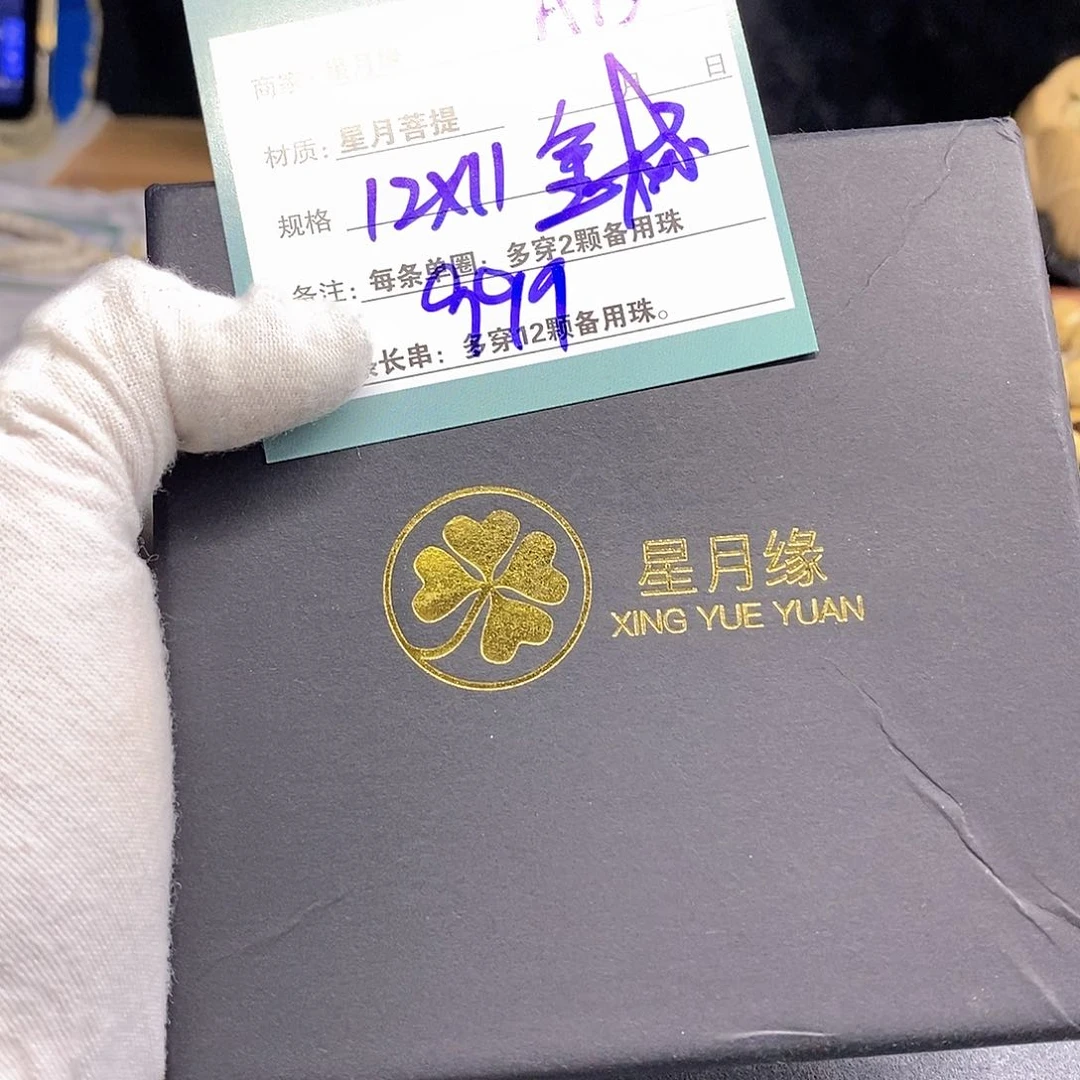 A
商家: 星月缘
月 日
材质: 星月菩提
规格 12X11 金
备注: 每条单圈: 多穿2颗备用珠
999
条长串: 多穿12颗备用珠。
星月缘
XING YUE YUAN